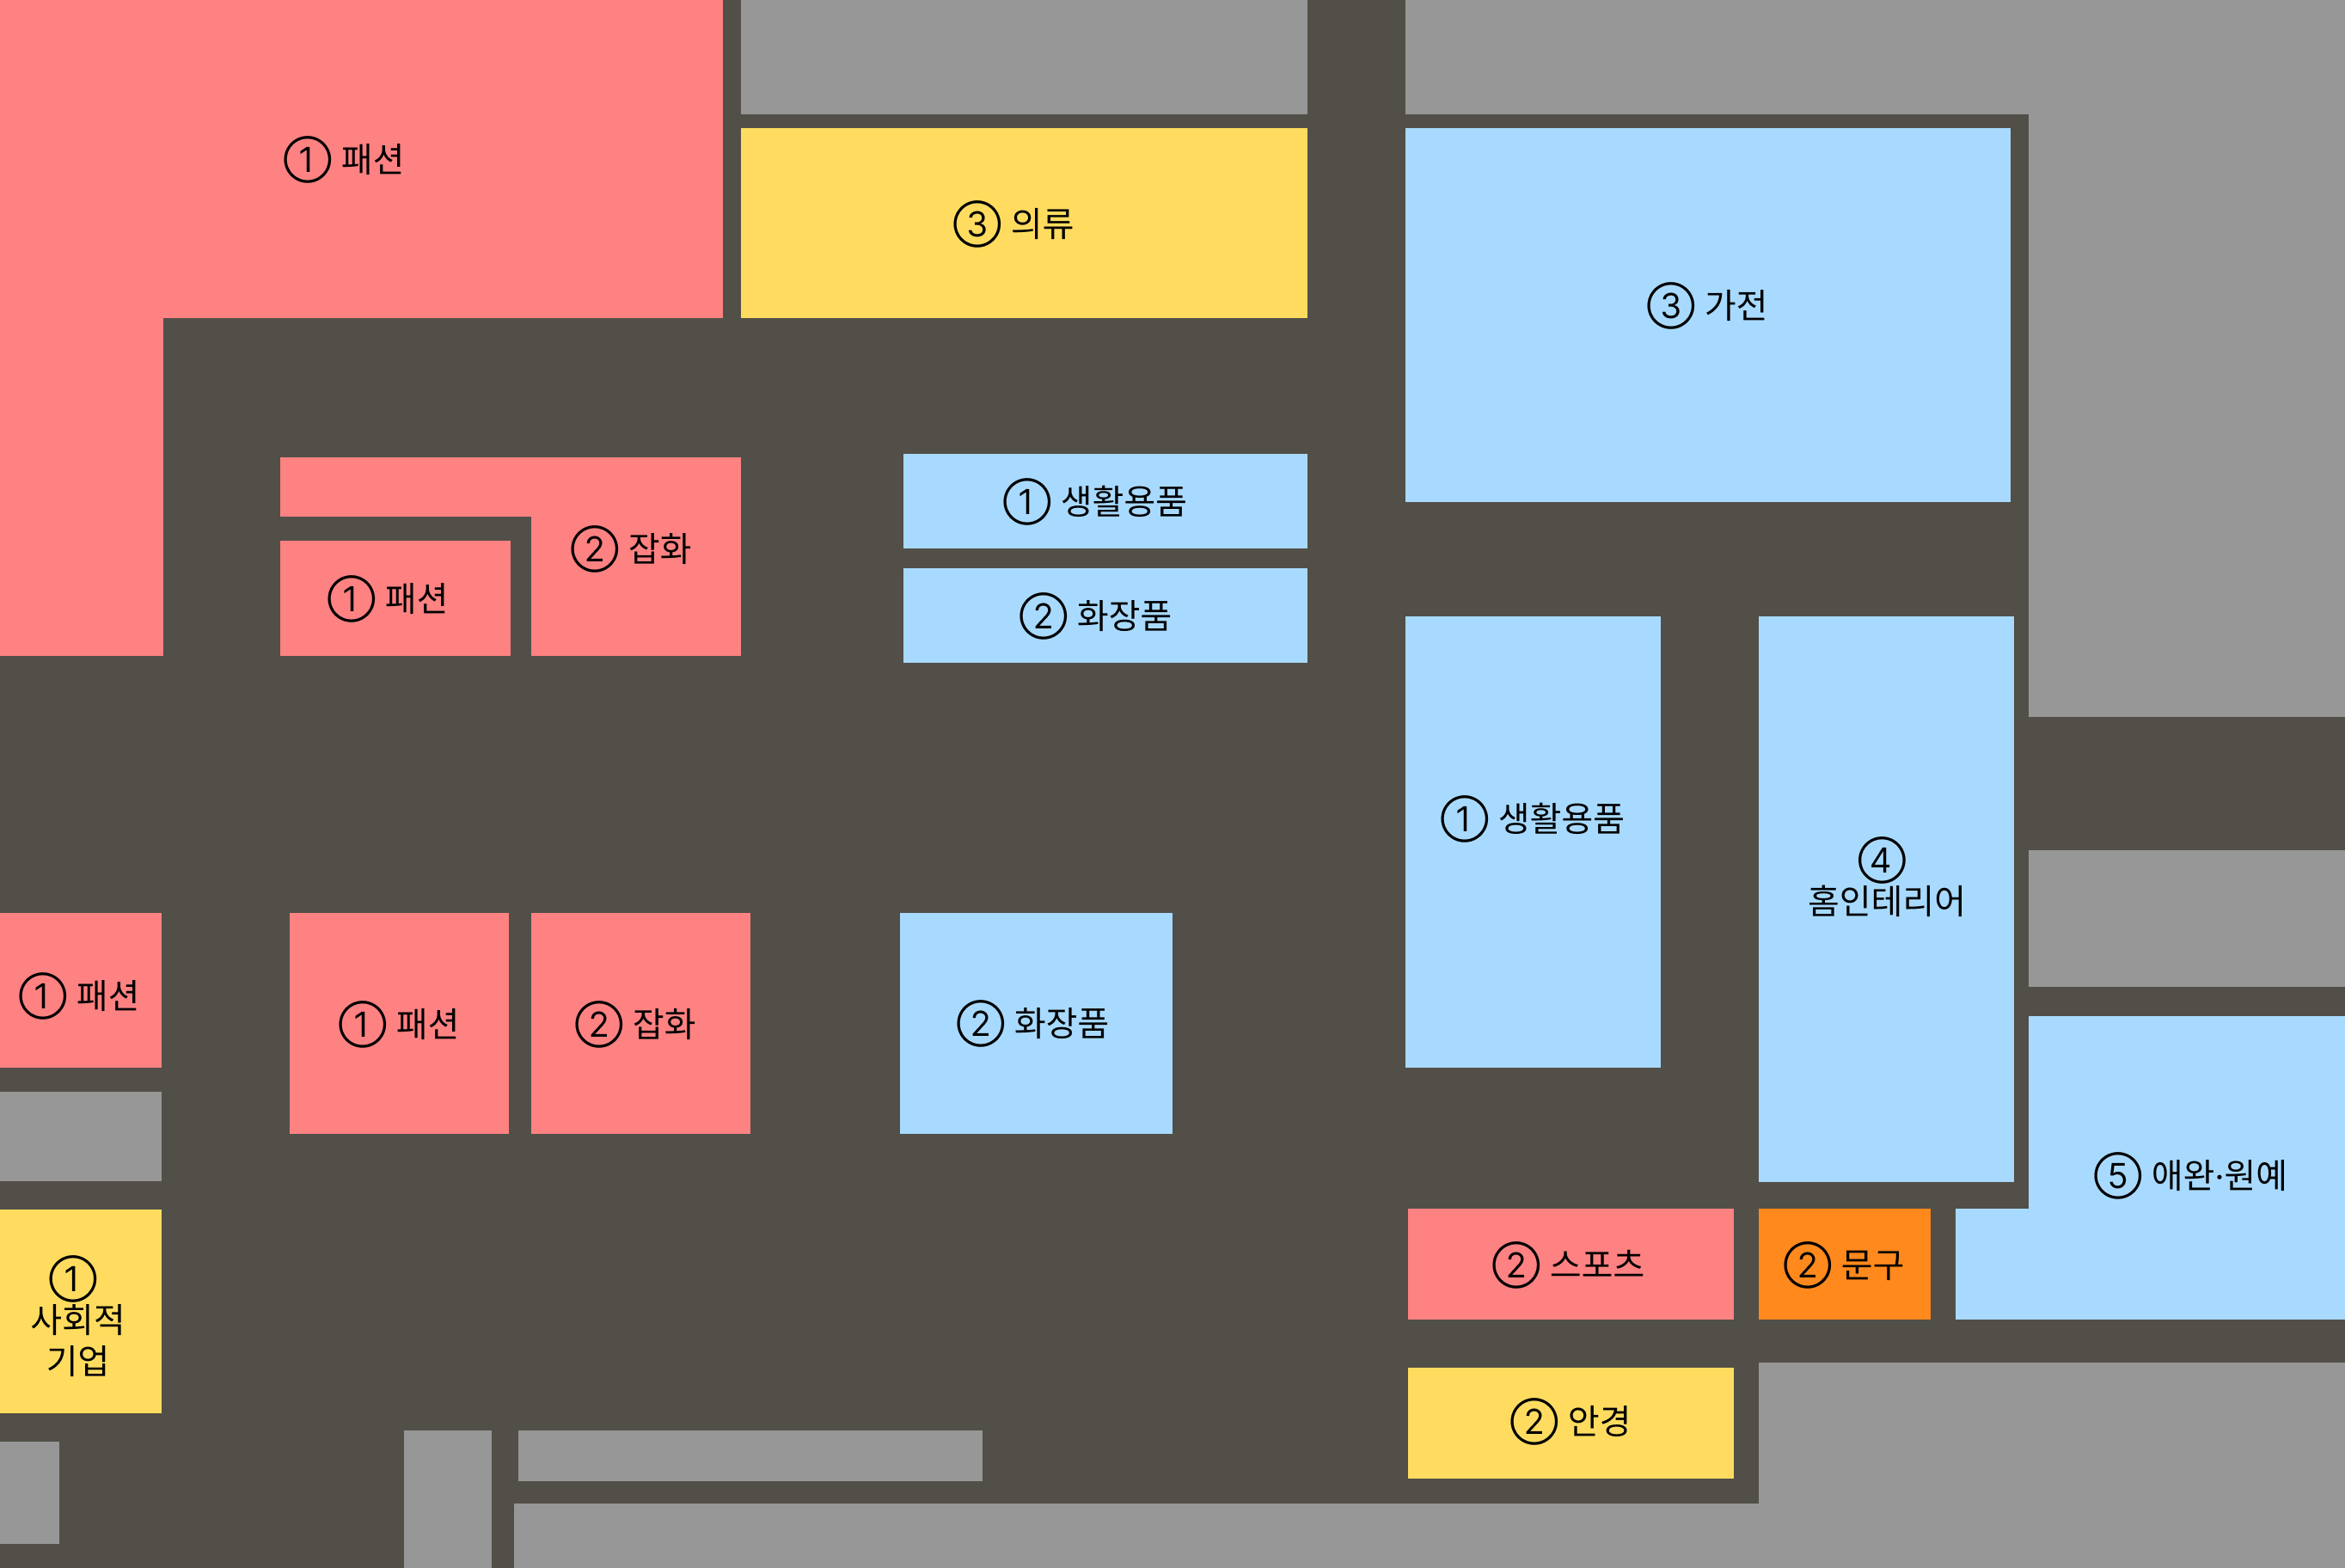 ① 패션
③ 의류
③ 가전
① 생활용품
② 잡화
① 패션
② 화장품
① 생활용품
④
홈인테리어
① 패션
① 패션
② 잡화
② 화장품
⑤ 애완·원예
①
사회적
기업
② 스포츠
② 문구
② 안경